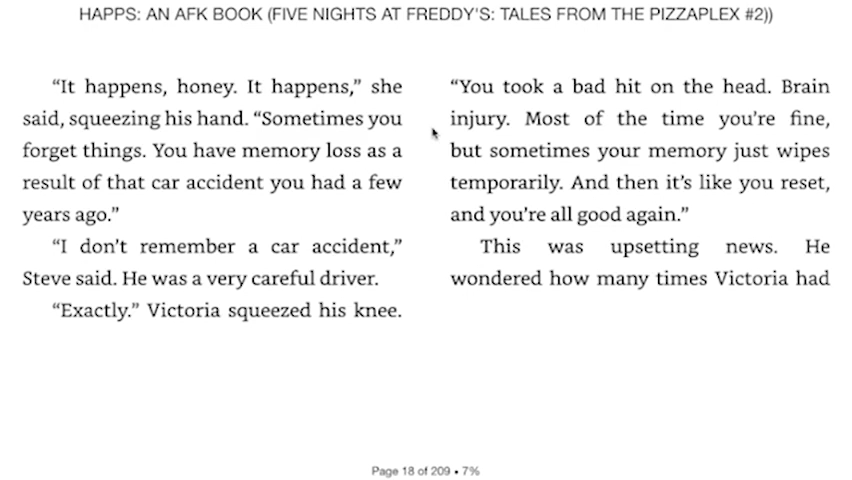 HAPPS: AN AFK BOOK (FIVE NIGHTS AT FREDDY'S: TALES FROM THE PIZZAPLEX #2))
“It happens, honey. It happens,” she
said, squeezing his hand. “Sometimes you
forget things. You have memory loss as a
result of that car accident you had a few
years ago.”
“I don’t remember a car accident,”
Steve said. He was a very careful driver.
“Exactly.” Victoria squeezed his knee.
“You took a bad hit on the head. Brain
injury. Most of the time you’re fine,
but sometimes your memory just wipes
temporarily. And then it’s like you reset,
and you’re all good again.”
This was upsetting news. He
wondered how many times Victoria had
Page 18 of 209 • 7%